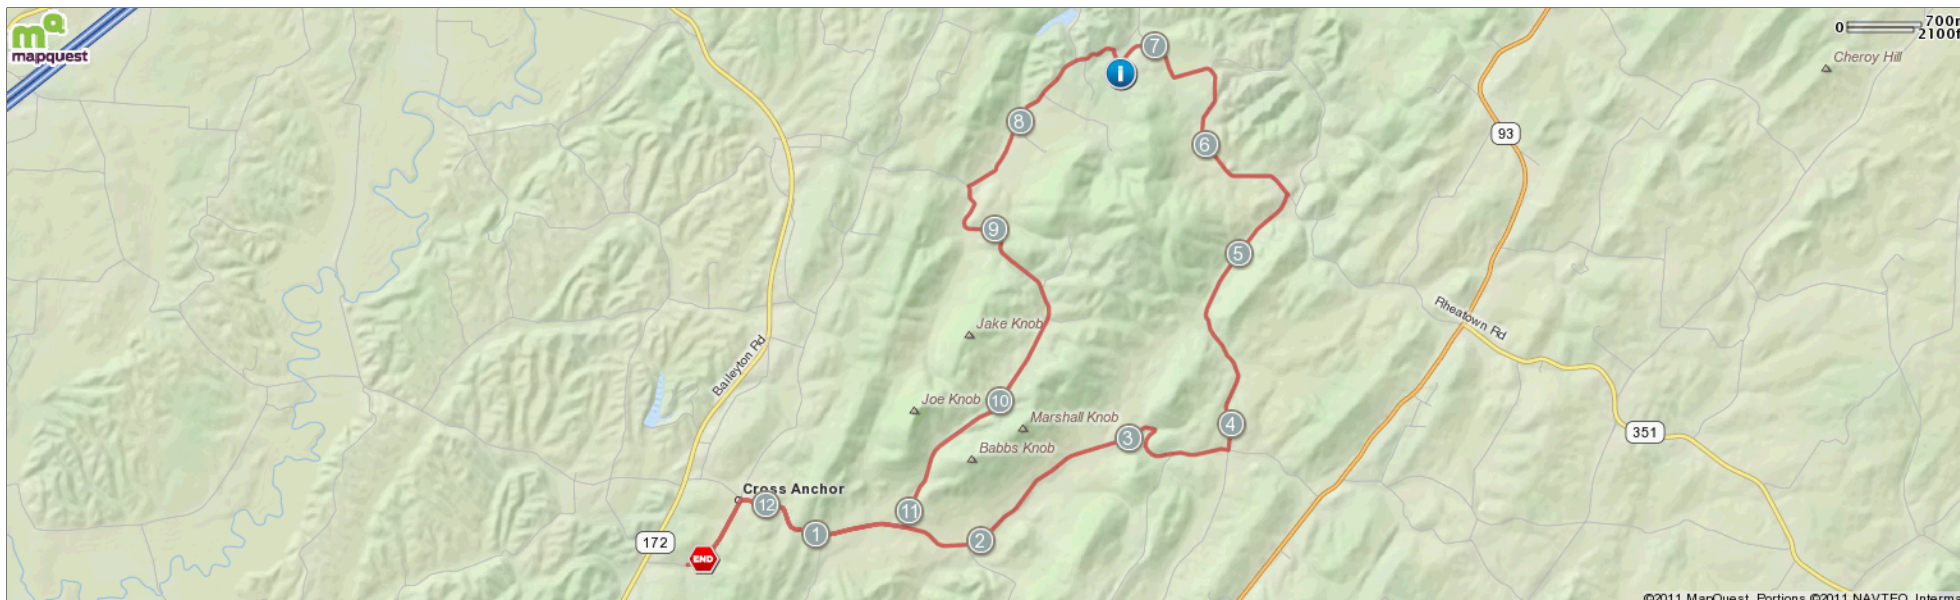 mapquest
0 700m
2100f
Cheroy Hill
7
i
8
93
6
9
5
Rheatown Rd
Jake Knob
Baileyton Rd
Joe Knob
10
Marshall Knob
4
351
3
Babbs Knob
Cross Anchor
12
11
1
2
172
END
©2011 MapQuest Portions ©2011 NAVTEQ, Interma